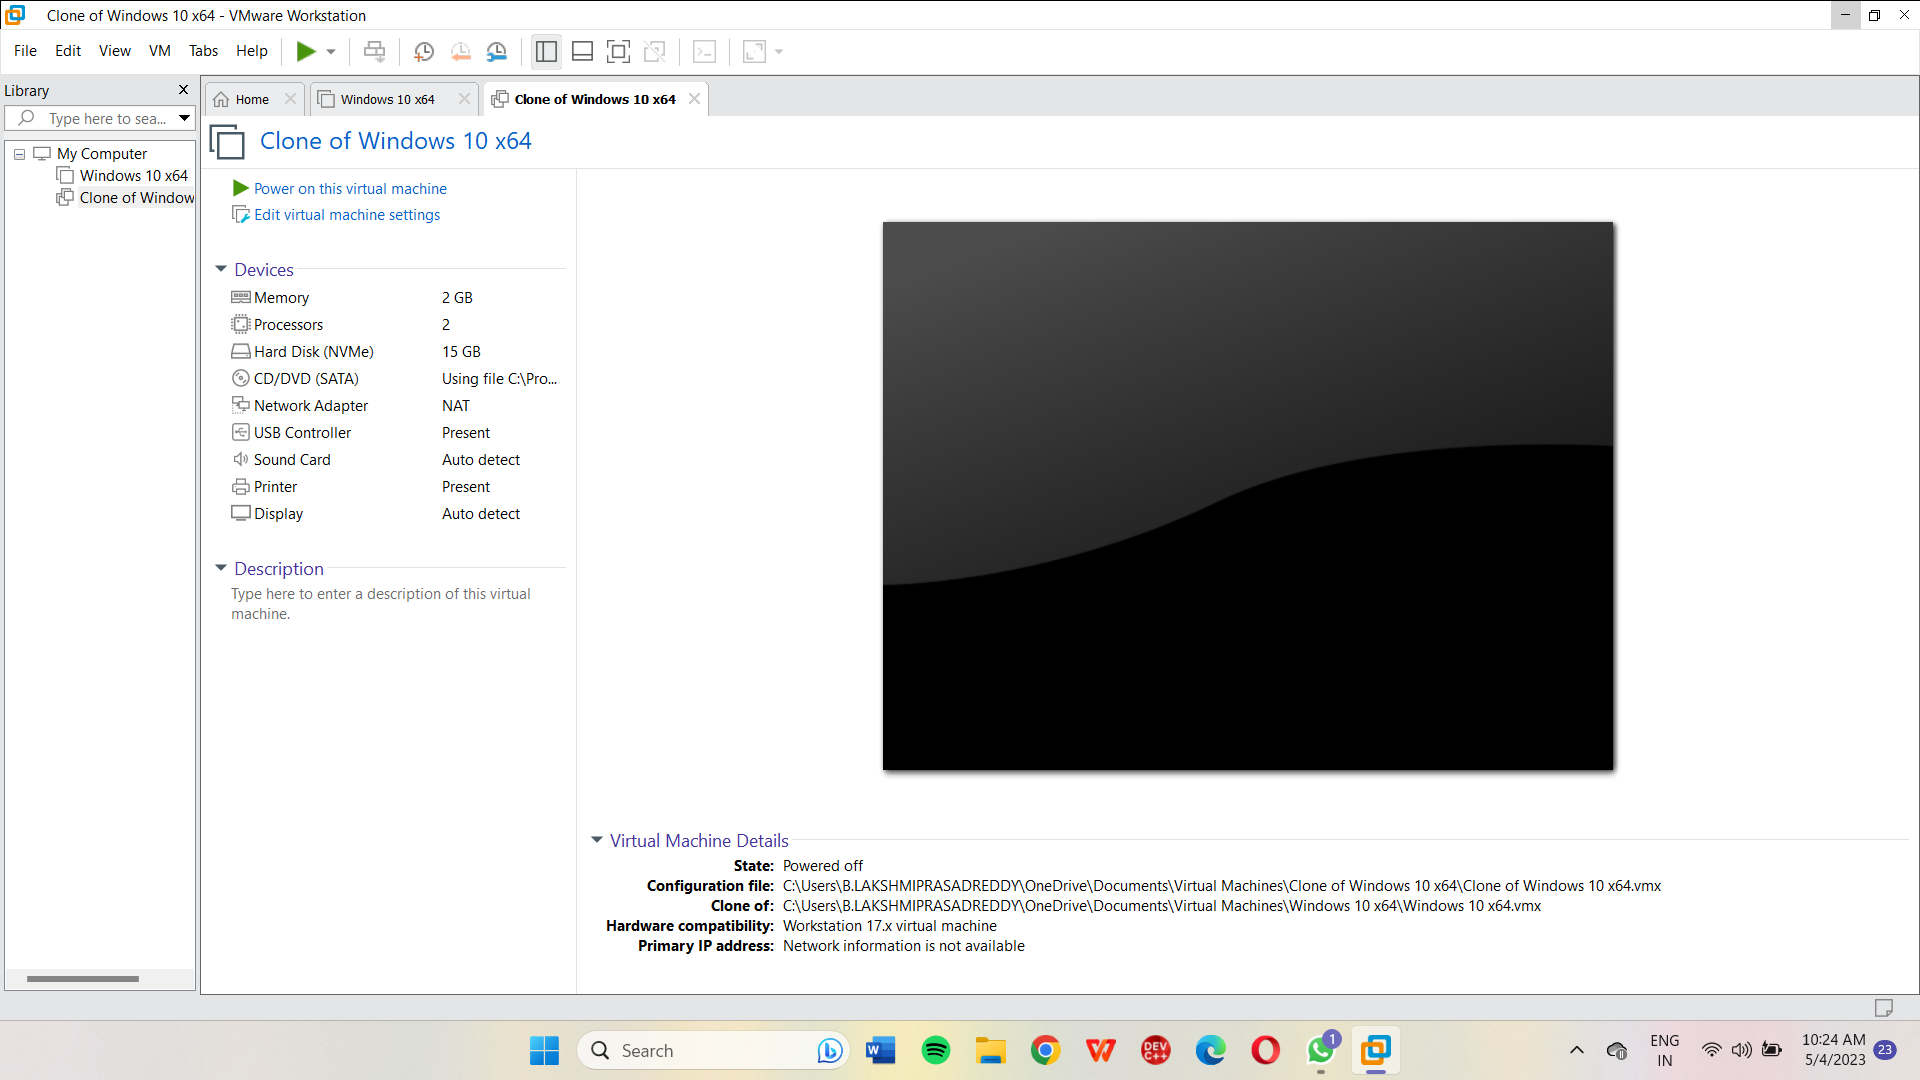 Clone of Windows 10 x64 - VMware Workstation
File Edit View VM Tabs Help
Library
Type here to sea...
My Computer
Windows 10 x64
Clone of Window
Home
Windows 10 x64
Clone of Windows 10 x64
Clone of Windows 10 x64
Power on this virtual machine
Edit virtual machine settings
Devices
Memory 2 GB
Processors 2
Hard Disk (NVMe) 15 GB
CD/DVD (SATA) Using file C:\Pro...
Network Adapter NAT
USB Controller Present
Sound Card Auto detect
Printer Present
Display Auto detect
Description
Type here to enter a description of this virtual
machine.
Virtual Machine Details
State: Powered off
Configuration file: C:\Users\B.LAKSHMIPRASADREDDY\OneDrive\Documents\Virtual Machines\Clone of Windows 10 x64\Clone of Windows 10 x64.vmx
Clone of: C:\Users\B.LAKSHMIPRASADREDDY\OneDrive\Documents\Virtual Machines\Windows 10 x64\Windows 10 x64.vmx
Hardware compatibility: Workstation 17.x virtual machine
Primary IP address: Network information is not available
Search
W
DEV
C++
1
ENG
IN
10:24 AM
5/4/2023
23